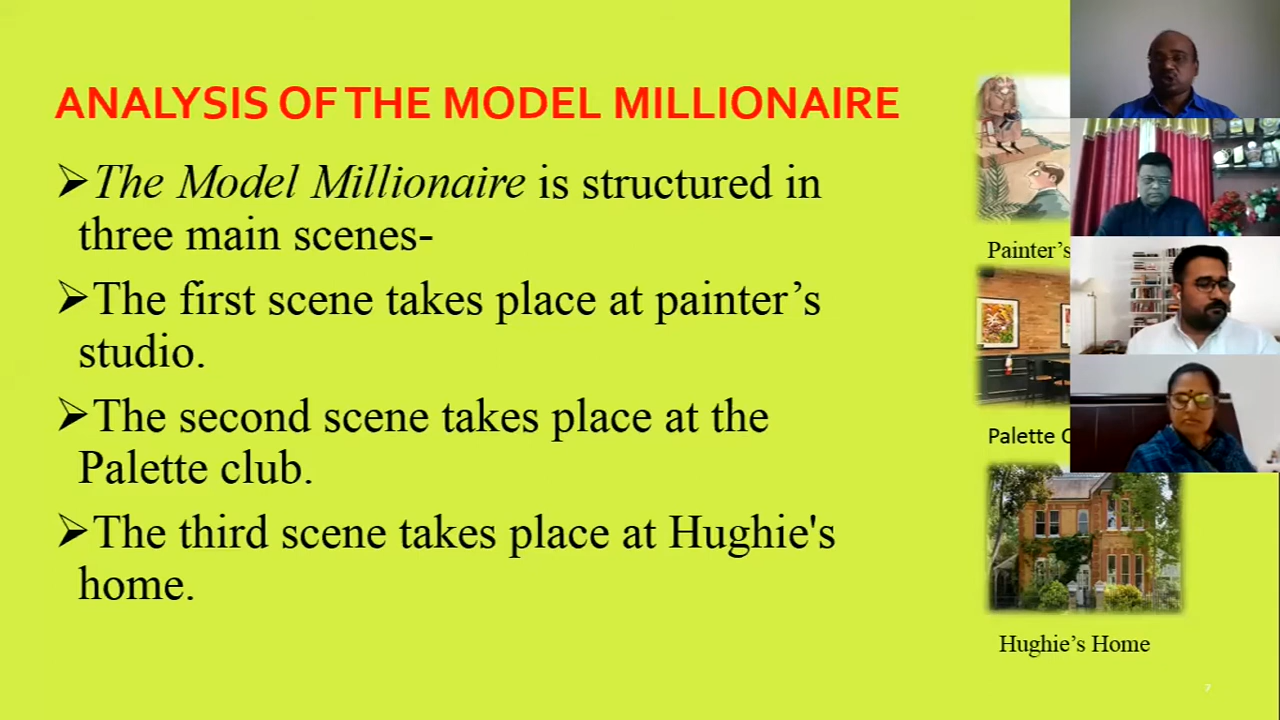 ANALYSIS OF THE MODEL MILLIONAIRE
➢The Model Millionaire is structured in
three main scenes-
➢The first scene takes place at painter’s
studio.
➢The second scene takes place at the
Palette club.
➢The third scene takes place at Hughie's
home.
Painter’s
Palette
Hughie’s Home
7